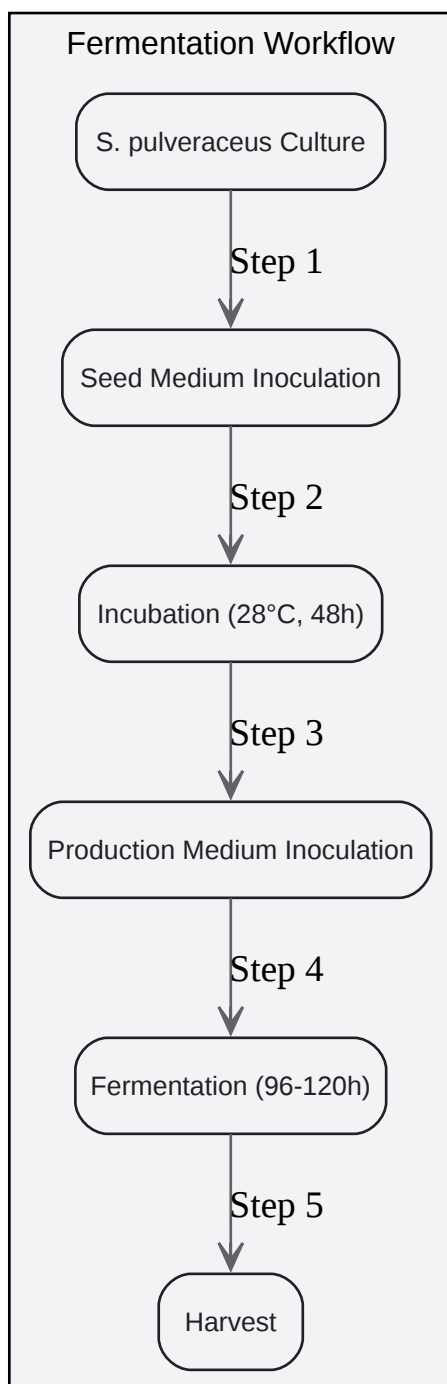 Fermentation Workflow
S. pulveraceus Culture
Step 1
Seed Medium Inoculation
Step 2
Incubation (28°C, 48h)
Step 3
Production Medium Inoculation
Step 4
Fermentation (96-120h)
Step 5
Harvest